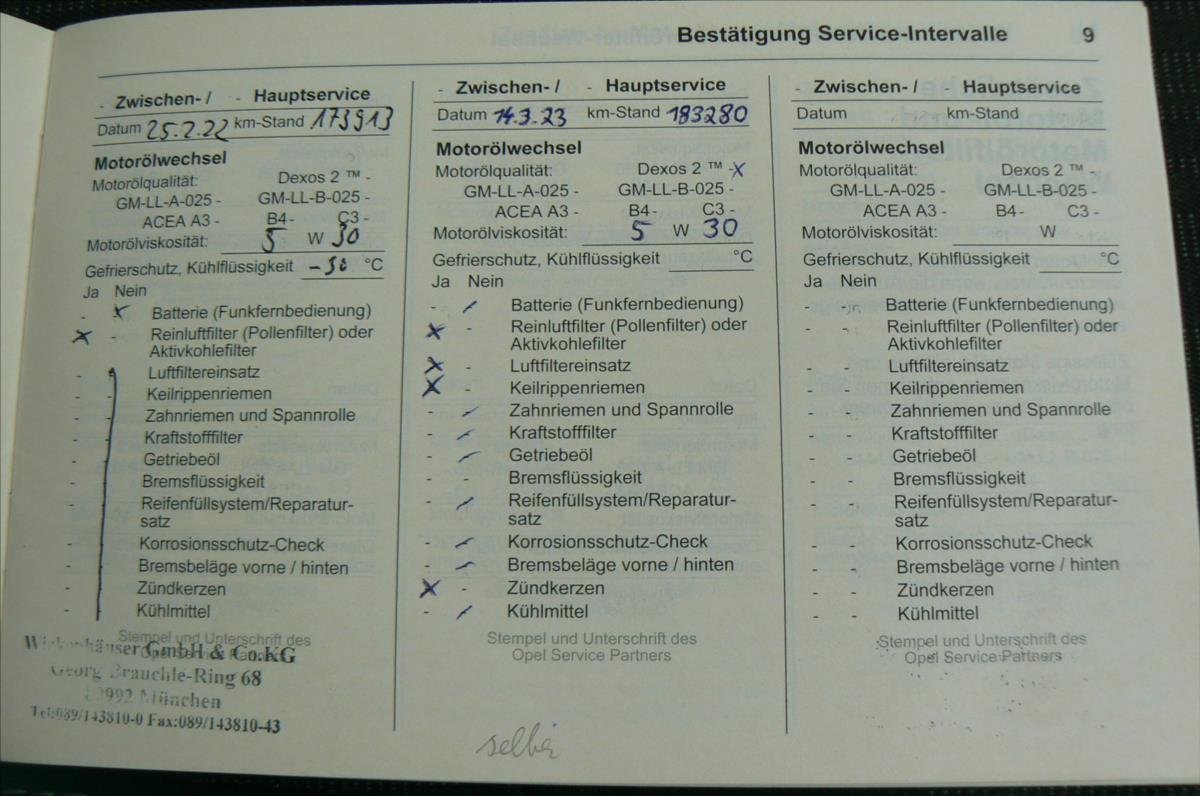 Bestätigung Service-Intervalle 9
- Zwischen- / - Hauptservice
Datum 25.2.22 km-Stand 173913
Motorölwechsel
Motorölqualität: Dexos 2 ™ -
GM-LL-A-025 - GM-LL-B-025 -
ACEA A3 - B4 - C3 -
Motorölviskosität: 5 W 30
Gefrierschutz, Kühlflüssigkeit -30 °C
Ja Nein
- x Batterie (Funkfernbedienung)
x - Reinluftfilter (Pollenfilter) oder
Aktivkohlefilter
- - Luftfiltereinsatz
- - Keilrippenriemen
- - Zahnriemen und Spannrolle
- - Kraftstofffilter
- - Getriebeöl
- - Bremsflüssigkeit
- - Reifenfüllsystem/Reparatur-
satz
- - Korrosionsschutz-Check
- - Bremsbeläge vorne / hinten
- - Zündkerzen
- - Kühlmittel
Stempel und Unterschrift des
Opel Service Partners
GmbH & Co.KG
Georg Brauchle-Ring 68
München
Tel:089/143810-0 Fax:089/143810-43
- Zwischen- / - Hauptservice
Datum 14.3.23 km-Stand 183280
Motorölwechsel
Motorölqualität: Dexos 2 ™ -x
GM-LL-A-025 - GM-LL-B-025 -
ACEA A3 - B4 - C3 -
Motorölviskosität: 5 W 30
Gefrierschutz, Kühlflüssigkeit °C
Ja Nein
- / Batterie (Funkfernbedienung)
x - Reinluftfilter (Pollenfilter) oder
Aktivkohlefilter
x - Luftfiltereinsatz
x - Keilrippenriemen
- / Zahnriemen und Spannrolle
- / Kraftstofffilter
- / Getriebeöl
- - Bremsflüssigkeit
- / Reifenfüllsystem/Reparatur-
satz
- / Korrosionsschutz-Check
- / Bremsbeläge vorne / hinten
x - Zündkerzen
- / Kühlmittel
Stempel und Unterschrift des
Opel Service Partners
selber
- Zwischen- / - Hauptservice
Datum km-Stand
Motorölwechsel
Motorölqualität: Dexos 2 ™ -
GM-LL-A-025 - GM-LL-B-025 -
ACEA A3 - B4 - C3 -
Motorölviskosität: W
Gefrierschutz, Kühlflüssigkeit °C
Ja Nein
- - Batterie (Funkfernbedienung)
- - Reinluftfilter (Pollenfilter) oder
Aktivkohlefilter
- - Luftfiltereinsatz
- - Keilrippenriemen
- - Zahnriemen und Spannrolle
- - Kraftstofffilter
- - Getriebeöl
- - Bremsflüssigkeit
- - Reifenfüllsystem/Reparatur-
satz
- - Korrosionsschutz-Check
- - Bremsbeläge vorne / hinten
- - Zündkerzen
- - Kühlmittel
Stempel und Unterschrift des
Opel Service Partners